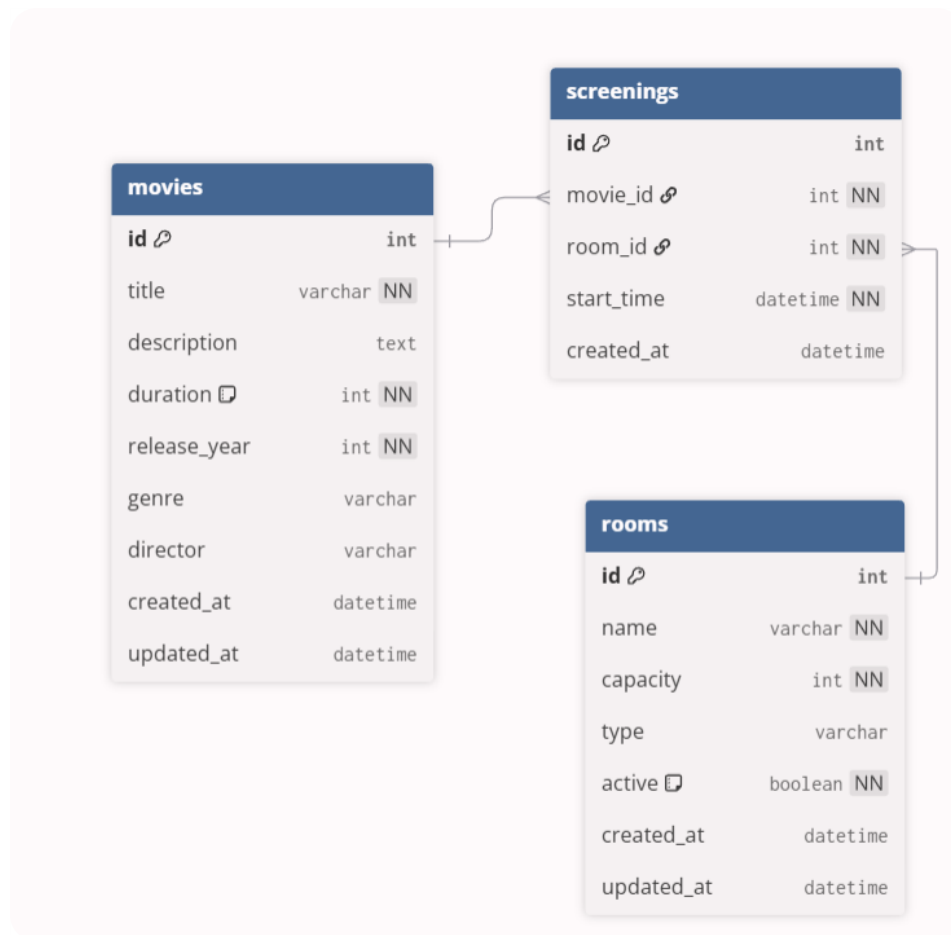 movies
id int
title varchar NN
description text
duration int NN
release_year int NN
genre varchar
director varchar
created_at datetime
updated_at datetime
screenings
id int
movie_id int NN
room_id int NN
start_time datetime NN
created_at datetime
rooms
id int
name varchar NN
capacity int NN
type varchar
active boolean NN
created_at datetime
updated_at datetime